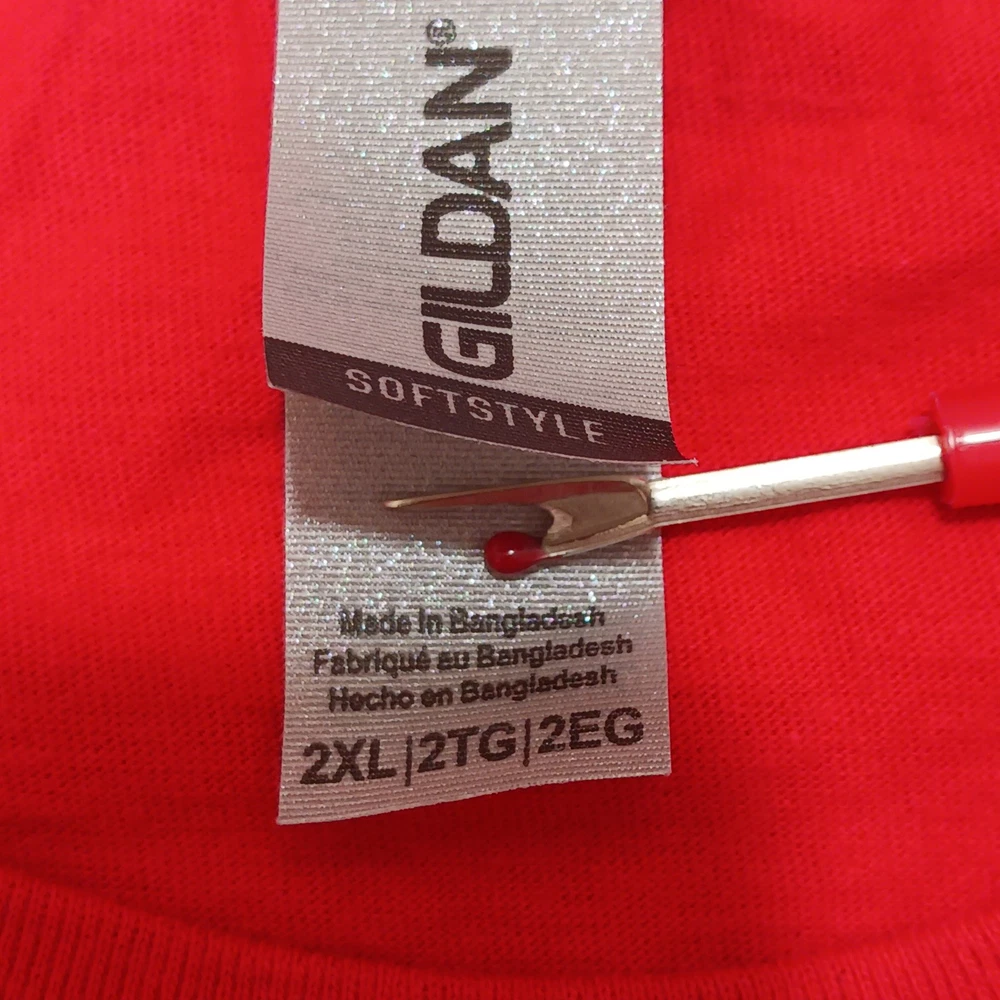 GILDAN®
SOFTSTYLE
Made in Bangladesh
Fabriqué au Bangladesh
Hecho en Bangladesh
2XL|2TG|2EG